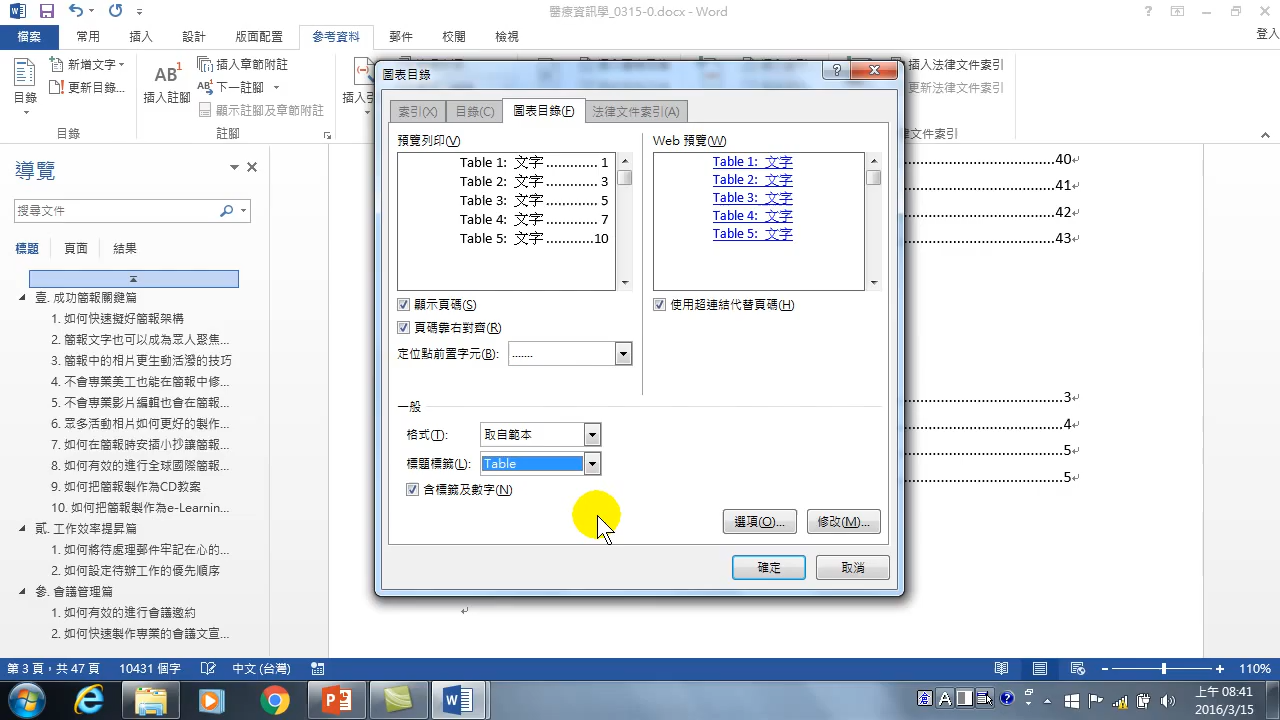 醫療資訊學_0315-0.docx - Word
檔案 常用 插入 設計 版面配置 參考資料 郵件 校閱 檢視 登入
目錄
新增文字
更新目錄...
目錄
AB¹
插入註腳
插入章節附註
下一註腳
顯示註腳及章節附註
註腳
插入法律文件索引
更新法律文件索引
導覽
搜尋文件
標題 頁面 結果
壹. 成功簡報關鍵篇
1. 如何快速擬好簡報架構
2. 簡報文字也可以成為眾人聚焦...
3. 簡報中的相片更生動活潑的技巧
4. 不會專業美工也能在簡報中修...
5. 不會專業影片編輯也會在簡報...
6. 眾多活動相片如何更好的製作...
7. 如何在簡報時安插小抄讓簡報...
8. 如何有效的進行全球國際簡報...
9. 如何把簡報製作為CD教案
10. 如何把簡報製作為e-Learnin...
貳. 工作效率提昇篇
1. 如何將待處理郵件牢記在心的...
2. 如何設定待辦工作的優先順序
參. 會議管理篇
1. 如何有效的進行會議邀約
2. 如何快速製作專業的會議文宣...
圖表目錄
索引(X) 目錄(C) 圖表目錄(F) 法律文件索引(A)
預覽列印(V)
Table 1: 文字 ............. 1
Table 2: 文字 ............. 3
Table 3: 文字 ............. 5
Table 4: 文字 ............. 7
Table 5: 文字 ............10
Web 預覽(W)
Table 1: 文字
Table 2: 文字
Table 3: 文字
Table 4: 文字
Table 5: 文字
顯示頁碼(S)
頁碼靠右對齊(R)
定位點前置字元(B): .......
使用超連結代替頁碼(H)
一般
格式(T): 取自範本
標題標籤(L): Table
含標籤及數字(N)
選項(O)... 修改(M)...
確定 取消
40
41
42
43
3
4
5
5
第 3 頁，共 47 頁 10431 個字 中文 (台灣) 110%
上午 08:41
2016/3/15